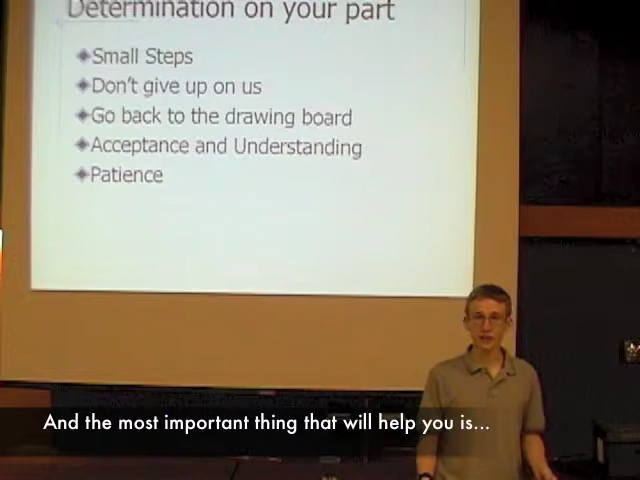 Determination on your part
Small Steps
Don't give up on us
Go back to the drawing board
Acceptance and Understanding
Patience
And the most important thing that will help you is...